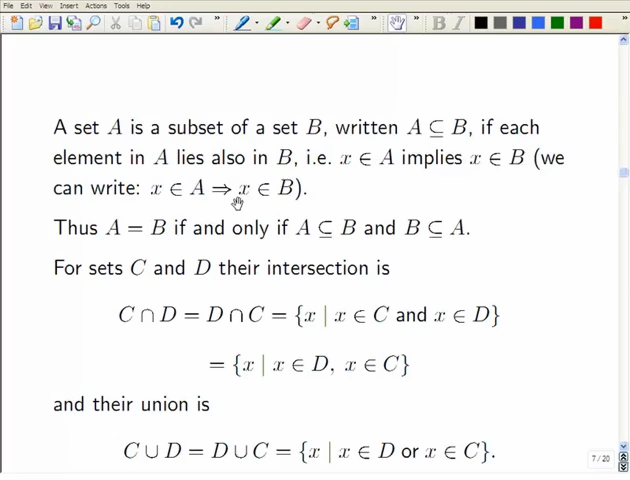 File Edit View Insert Actions Tools Help
B I
A set A is a subset of a set B, written A ⊆ B, if each
element in A lies also in B, i.e. x ∈ A implies x ∈ B (we
can write: x ∈ A ⇒ x ∈ B).
Thus A = B if and only if A ⊆ B and B ⊆ A.
For sets C and D their intersection is
C ∩ D = D ∩ C = {x | x ∈ C and x ∈ D}
= {x | x ∈ D, x ∈ C}
and their union is
C ∪ D = D ∪ C = {x | x ∈ D or x ∈ C}.
7 / 20